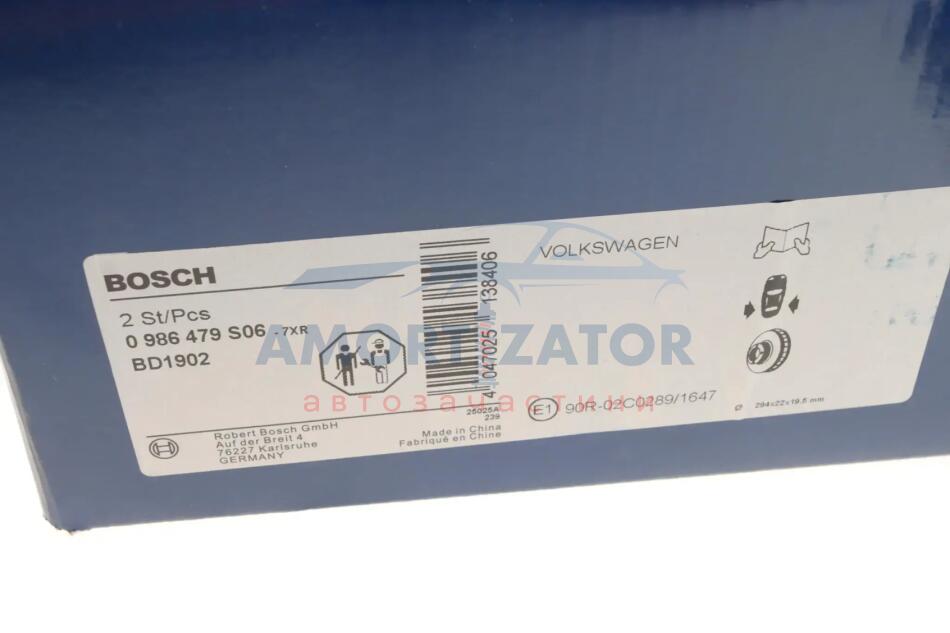 BOSCH
2 St/Pcs
0 986 479 S06 -7XR
BD1902
4 047025 138406
VOLKSWAGEN
AMORTIZATOR
автозапчастини
E1 90R-02C0289/1647
Ø 294x22x19.5 mm
25025A
239
Made in China
Fabriqué en Chine
Robert Bosch GmbH
Auf der Breit 4
76227 Karlsruhe
GERMANY